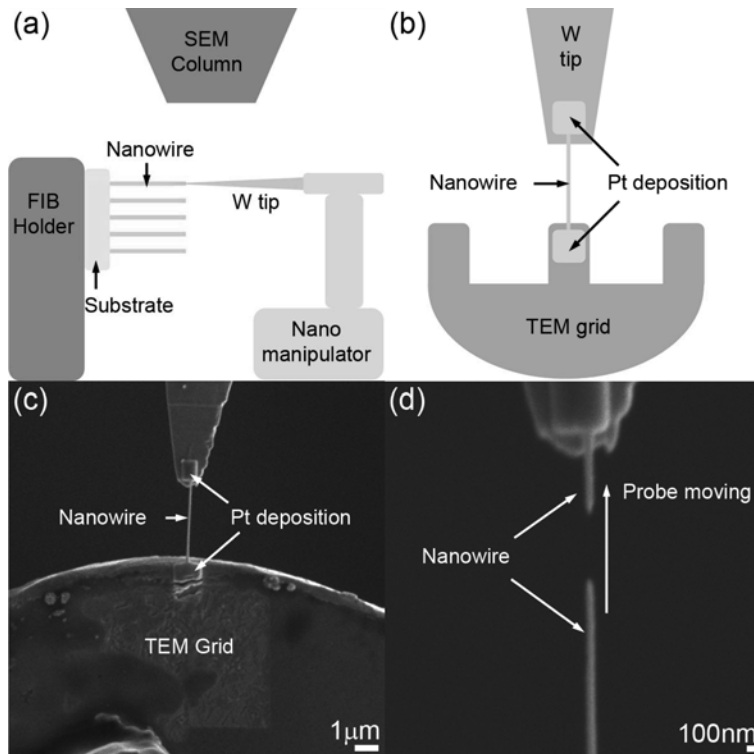 (a)
SEM
Column
Nanowire
FIB
Holder
W tip
Substrate
Nano
manipulator
(b)
W
tip
Nanowire
Pt deposition
TEM grid
(c)
Nanowire
Pt deposition
TEM Grid
1μm
(d)
Probe moving
Nanowire
100nm